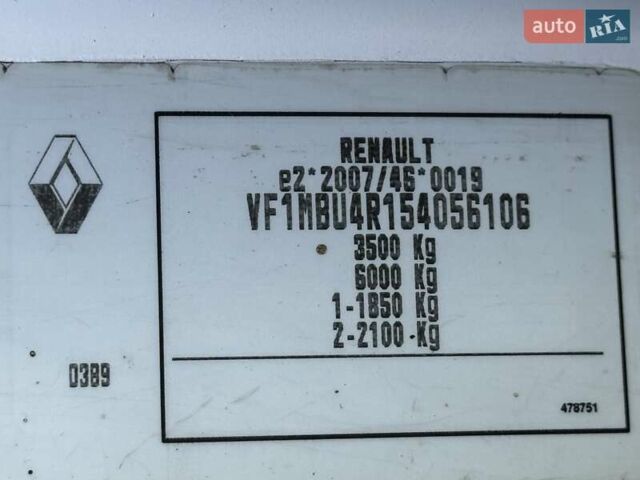 auto RIA.com
RENAULT
e2*2007/46*0019
VF1MBU4R154056106
3500 Kg
6000 Kg
1-1850 Kg
2-2100 Kg
0389
478751